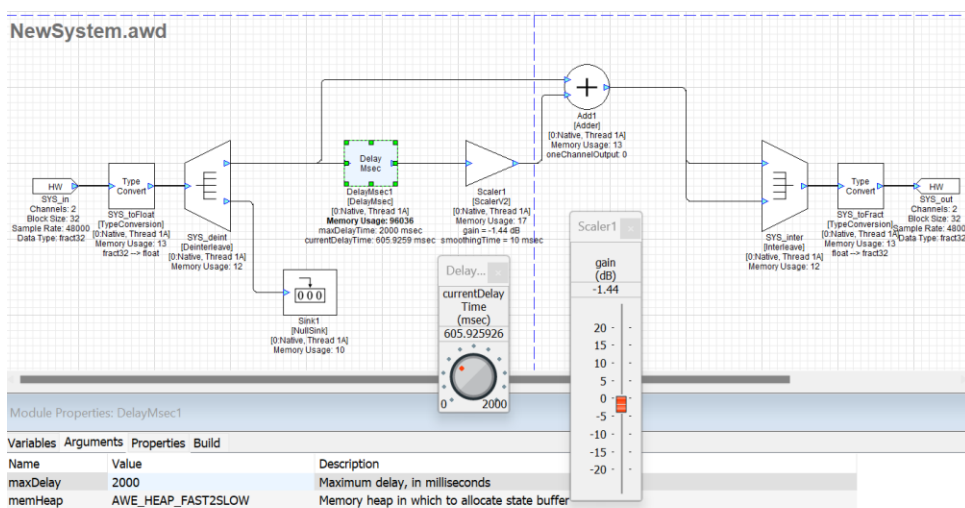 NewSystem.awd
HW
SYS_in
Channels: 2
Block Size: 32
Sample Rate: 48000
Data Type: fract32
Type
Convert
SYS_toFloat
[TypeConversion]
[0:Native, Thread 1A]
Memory Usage: 13
fract32 --> float
SYS_deint
[Deinterleave]
[0:Native, Thread 1A]
Memory Usage: 12
000
Sink1
[NullSink]
[0:Native, Thread 1A]
Memory Usage: 10
Delay
Msec
DelayMsec1
[DelayMsec]
[0:Native, Thread 1A]
Memory Usage: 96036
maxDelayTime: 2000 msec
currentDelayTime: 605.9259 msec
Scaler1
[ScalerV2]
[0:Native, Thread 1A]
Memory Usage: 17
gain = -1.44 dB
smoothingTime = 10 msec
+
Add1
[Adder]
[0:Native, Thread 1A]
Memory Usage: 13
oneChannelOutput: 0
SYS_inter
[Interleave]
[0:Native, Thread 1A]
Memory Usage: 12
Type
Convert
SYS_toFract
[TypeConversion]
[0:Native, Thread 1A]
Memory Usage: 13
float --> fract32
HW
SYS_out
Channels: 2
Block Size: 32
Sample Rate: 48000
Data Type: fract32
Delay... x
currentDelay
Time
(msec)
605.925926
0 2000
Scaler1 x
gain
(dB)
-1.44
20
15
10
5
0
-5
-10
-15
-20
Module Properties: DelayMsec1
Variables Arguments Properties Build
Name Value Description
maxDelay 2000 Maximum delay, in milliseconds
memHeap AWE_HEAP_FAST2SLOW Memory heap in which to allocate state buffer